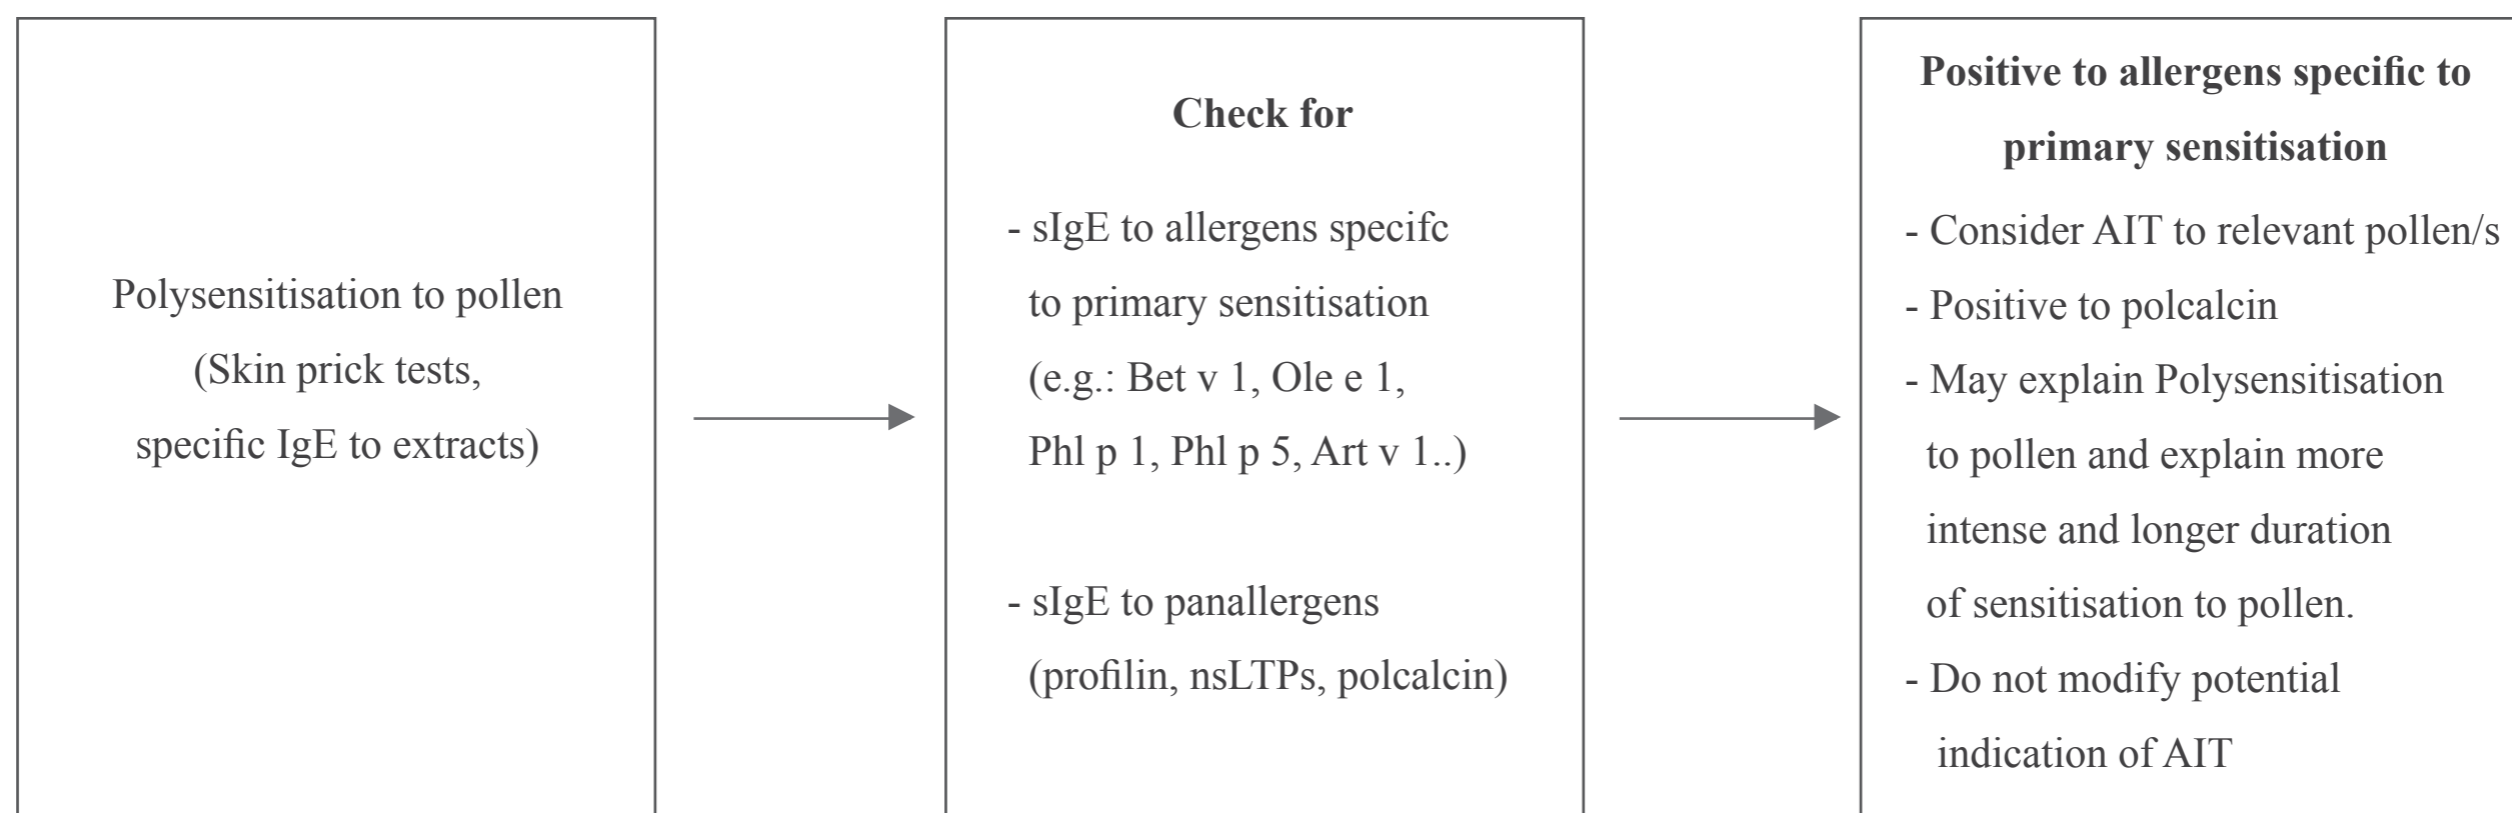 Polysensitisation to pollen
(Skin prick tests,
specific IgE to extracts)
Check for
- sIgE to allergens specifc
to primary sensitisation
(e.g.: Bet v 1, Ole e 1,
Phl p 1, Phl p 5, Art v 1..)
- sIgE to panallergens
(profilin, nsLTPs, polcalcin)
Positive to allergens specific to
primary sensitisation
- Consider AIT to relevant pollen/s
- Positive to polcalcin
- May explain Polysensitisation
to pollen and explain more
intense and longer duration
of sensitisation to pollen.
- Do not modify potential
indication of AIT